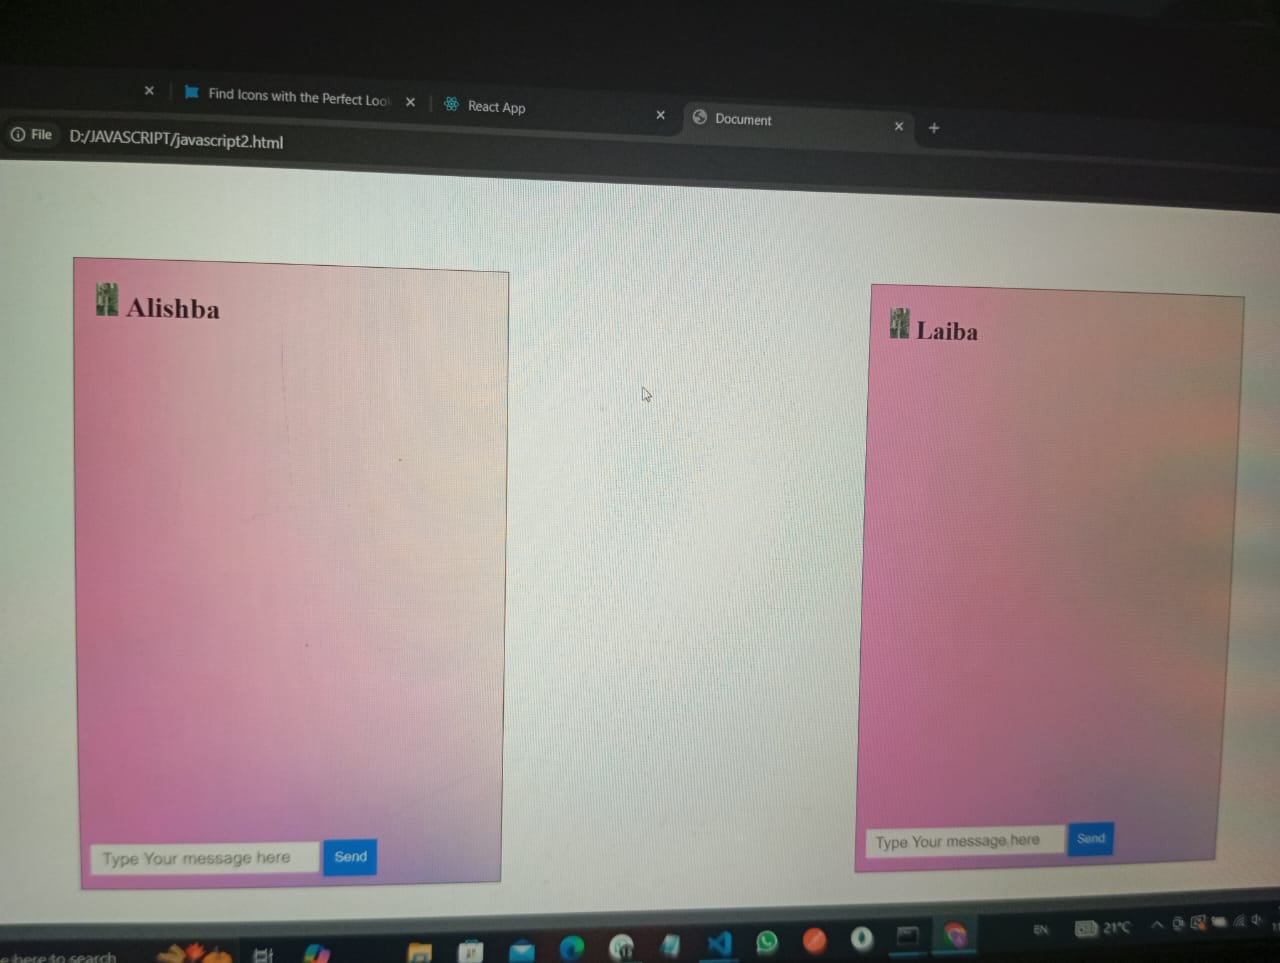 Find Icons with the Perfect Loo
React App
Document
File
D:/JAVASCRIPT/javascript2.html
Alishba
Laiba
Type Your message here
Send
Type Your message here
Send
here to search
EN
21°C